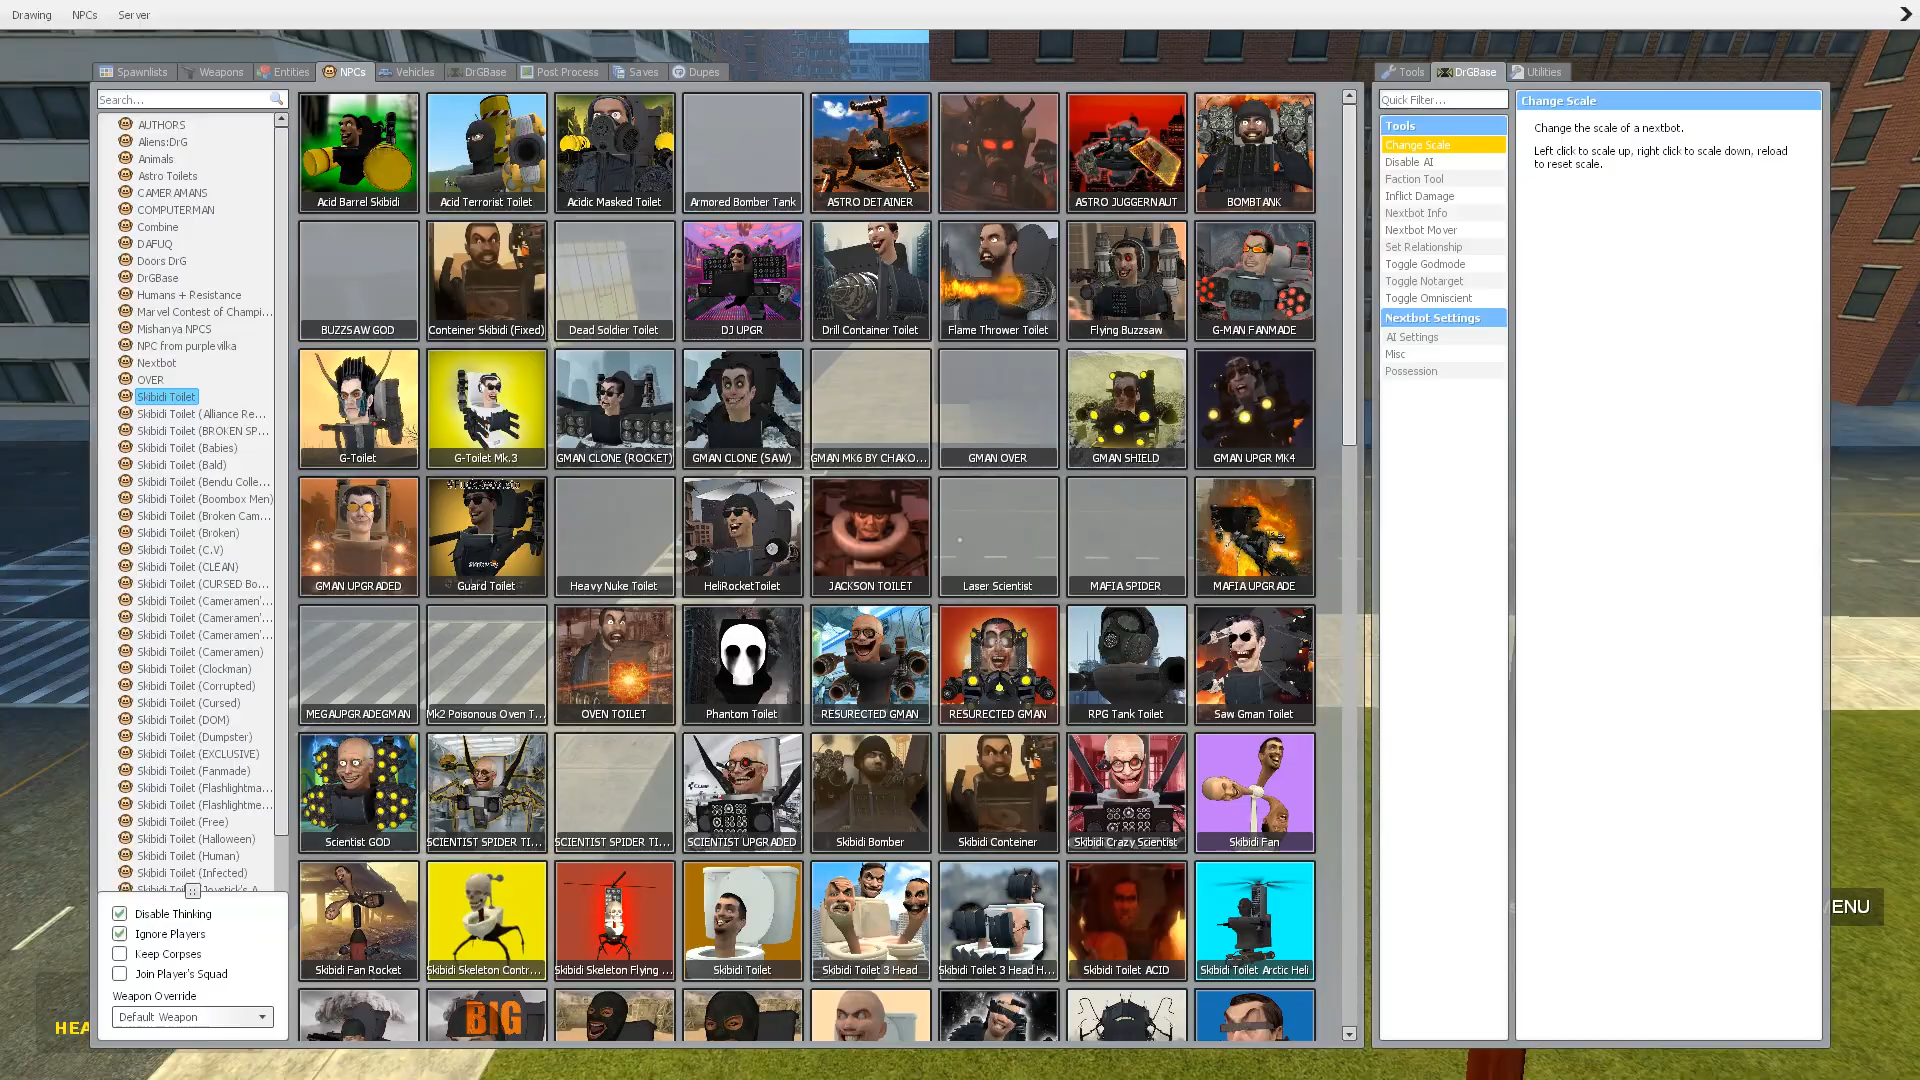 Drawing NPCs Server
Spawnlists Weapons Entities NPCs Vehicles DrGBase Post Process Saves Dupes
Tools DrGBase Utilities
Search...
AUTHORS
Aliens:DrG
Animals
Astro Toilets
CAMERAMANS
COMPUTERMAN
Combine
DAFUQ
Doors DrG
DrGBase
Humans + Resistance
Marvel Contest of Champi...
Mishanya NPCS
NPC from purplevilka
Nextbot
OVER
Skibidi Toilet
Skibidi Toilet (Alliance Re...
Skibidi Toilet (BROKEN SP...
Skibidi Toilet (Babies)
Skibidi Toilet (Bald)
Skibidi Toilet (Bendu Colle...
Skibidi Toilet (Boombox Men)
Skibidi Toilet (Broken Cam...
Skibidi Toilet (Broken)
Skibidi Toilet (C.V)
Skibidi Toilet (CLEAN)
Skibidi Toilet (CURSED Bo...
Skibidi Toilet (Cameramen'...
Skibidi Toilet (Cameramen'...
Skibidi Toilet (Cameramen'...
Skibidi Toilet (Cameramen)
Skibidi Toilet (Clockman)
Skibidi Toilet (Corrupted)
Skibidi Toilet (Cursed)
Skibidi Toilet (DOM)
Skibidi Toilet (Dumpster)
Skibidi Toilet (EXCLUSIVE)
Skibidi Toilet (Fanmade)
Skibidi Toilet (Flashlightma...
Skibidi Toilet (Flashlightme...
Skibidi Toilet (Free)
Skibidi Toilet (Halloween)
Skibidi Toilet (Human)
Skibidi Toilet (Infected)
Disable Thinking
Ignore Players
Keep Corpses
Join Player's Squad
Weapon Override
Default Weapon
HEA
Acid Barrel Skibidi Acid Terrorist Toilet Acidic Masked Toilet Armored Bomber Tank ASTRO DETAINER ASTRO JUGGERNAUT BOMBTANK
BUZZSAW GOD Conteiner Skibidi (Fixed) Dead Soldier Toilet DJ UPGR Drill Container Toilet Flame Thrower Toilet Flying Buzzsaw G-MAN FANMADE
G-Toilet G-Toilet Mk.3 GMAN CLONE (ROCKET) GMAN CLONE (SAW) GMAN MK6 BY CHAKO... GMAN OVER GMAN SHIELD GMAN UPGR MK4
GMAN UPGRADED Guard Toilet Heavy Nuke Toilet HeliRocketToilet JACKSON TOILET Laser Scientist MAFIA SPIDER MAFIA UPGRADE
MEGAUPGRADEGMAN Mk2 Poisonous Oven T... OVEN TOILET Phantom Toilet RESURECTED GMAN RESURECTED GMAN RPG Tank Toilet Saw Gman Toilet
Scientist GOD SCIENTIST SPIDER TI... SCIENTIST SPIDER TI... SCIENTIST UPGRADED Skibidi Bomber Skibidi Conteiner Skibidi Crazy Scientist Skibidi Fan
Skibidi Fan Rocket Skibidi Skeleton Contr... Skibidi Skeleton Flying ... Skibidi Toilet Skibidi Toilet 3 Head Skibidi Toilet 3 Head H... Skibidi Toilet ACID Skibidi Toilet Arctic Heli
BIG
Quick Filter...
Tools
Change Scale
Disable AI
Faction Tool
Inflict Damage
Nextbot Info
Nextbot Mover
Set Relationship
Toggle Godmode
Toggle Notarget
Toggle Omniscient
Nextbot Settings
AI Settings
Misc
Possession
Change Scale
Change the scale of a nextbot.
Left click to scale up, right click to scale down, reload
to reset scale.
ENU